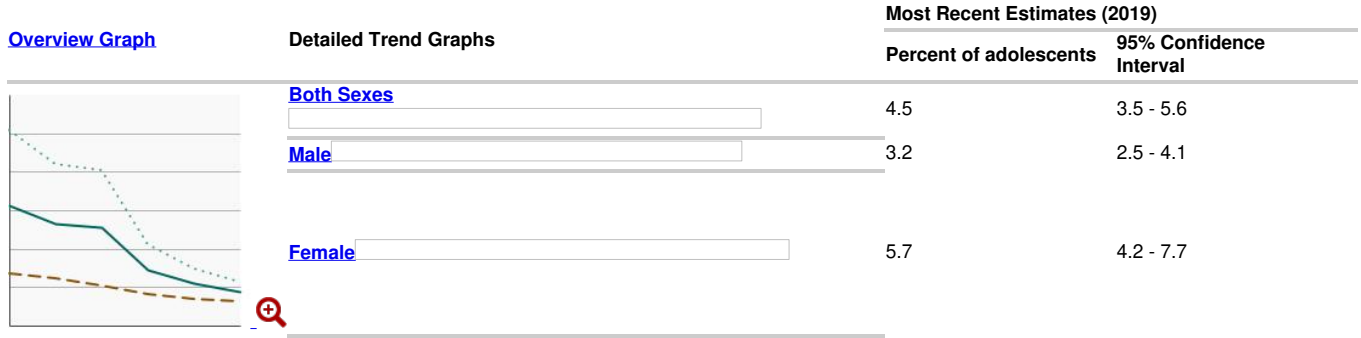 Most Recent Estimates (2019)
Overview Graph
Detailed Trend Graphs
Percent of adolescents
95% Confidence
Interval
Both Sexes
4.5
3.5 - 5.6
Male
3.2
2.5 - 4.1
Female
5.7
4.2 - 7.7